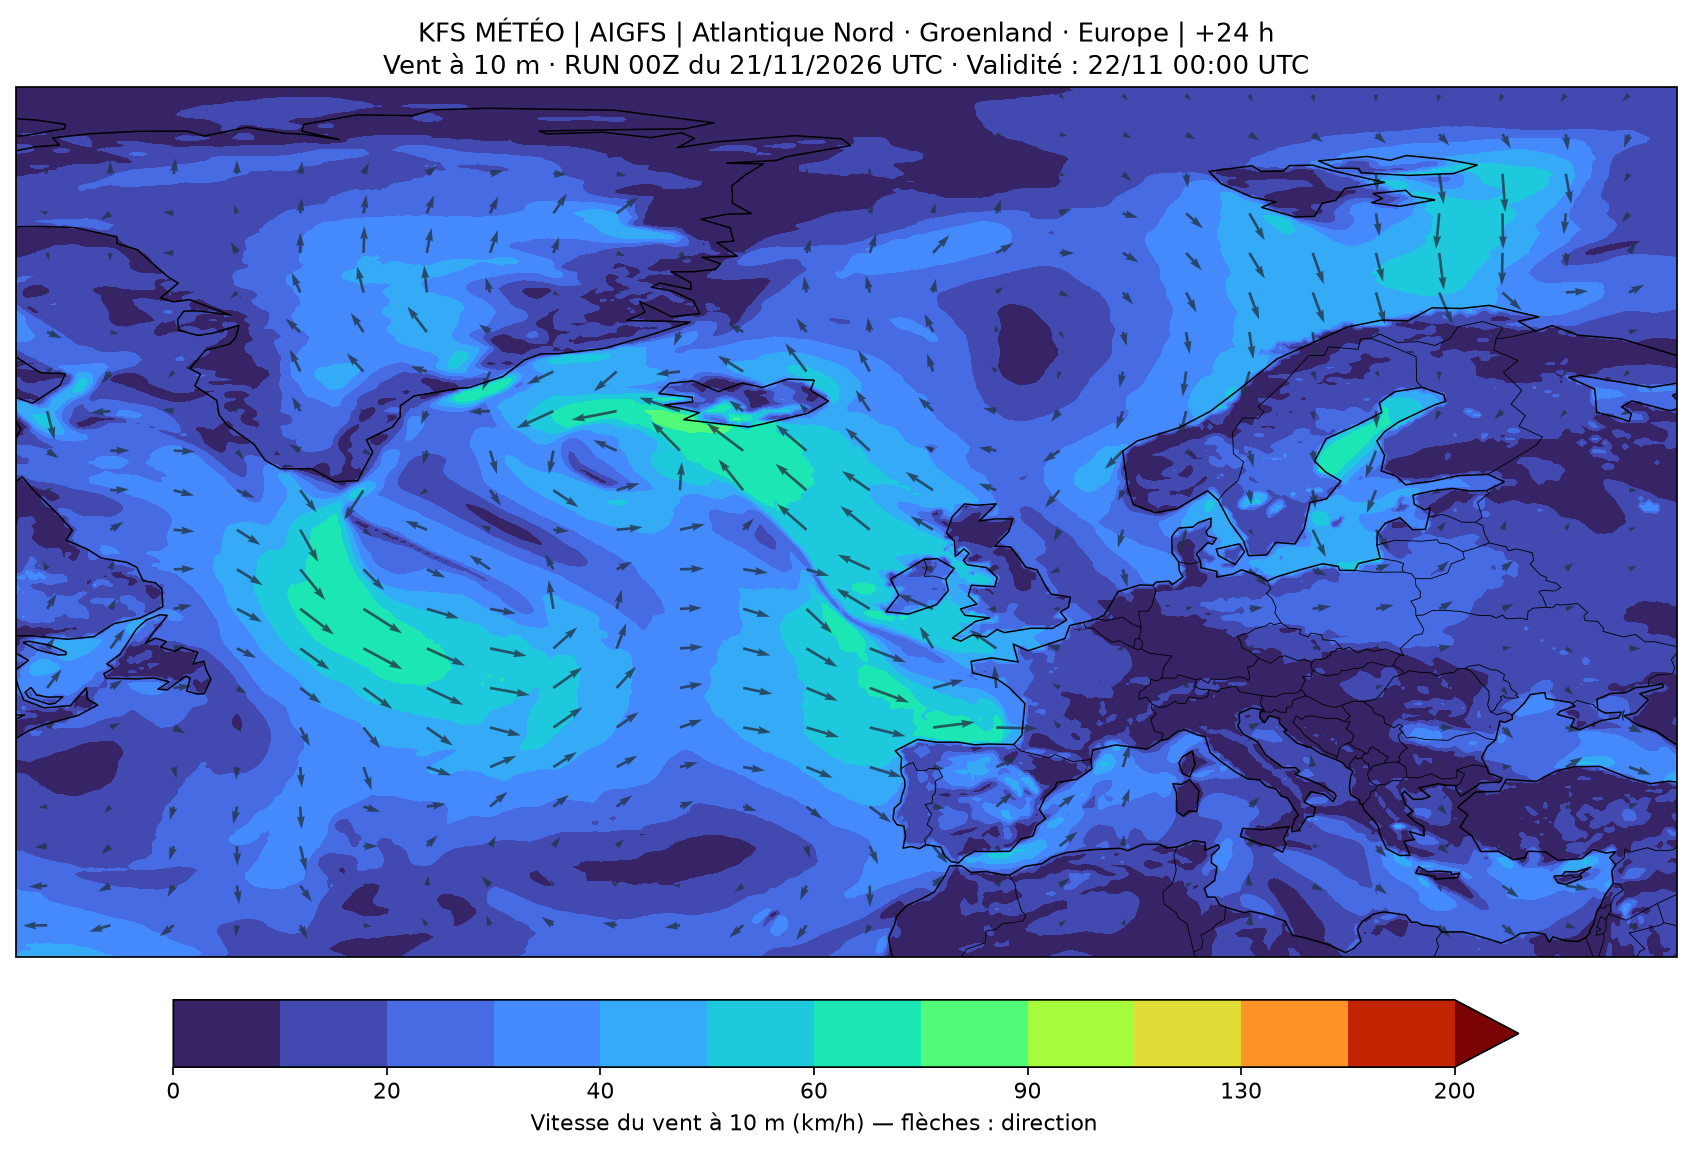 KFS MÉTÉO | AIGFS | Atlantique Nord · Groenland · Europe | +24 h
Vent à 10 m · RUN 00Z du 21/11/2026 UTC · Validité : 22/11 00:00 UTC
0 20 40 60 90 130 200
Vitesse du vent à 10 m (km/h) — flèches : direction